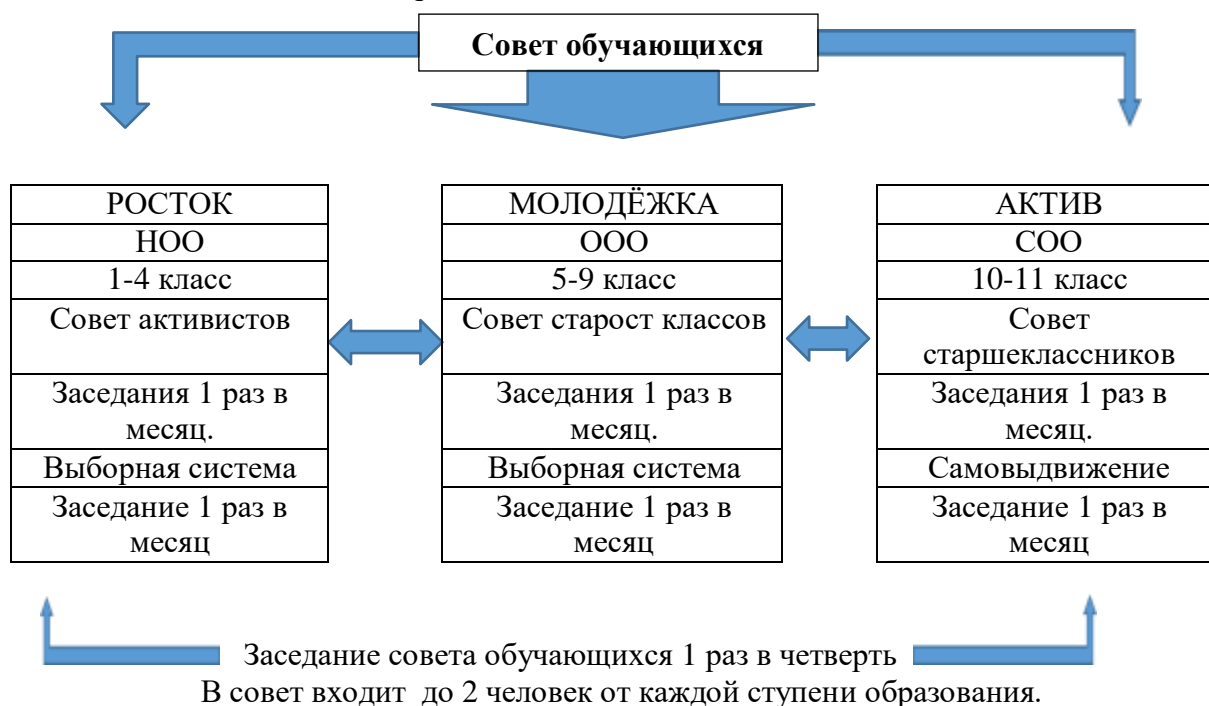 Совет обучающихся
РОСТОК
НОО
1-4 класс
Совет активистов
Заседания 1 раз в
месяц.
Выборная система
Заседание 1 раз в
месяц
МОЛОДЁЖКА
ООО
5-9 класс
Совет старост классов
Заседания 1 раз в
месяц.
Выборная система
Заседание 1 раз в
месяц
АКТИВ
СОО
10-11 класс
Совет
старшеклассников
Заседания 1 раз в
месяц.
Самовыдвижение
Заседание 1 раз в
месяц
Заседание совета обучающихся 1 раз в четверть
В совет входит до 2 человек от каждой ступени образования.